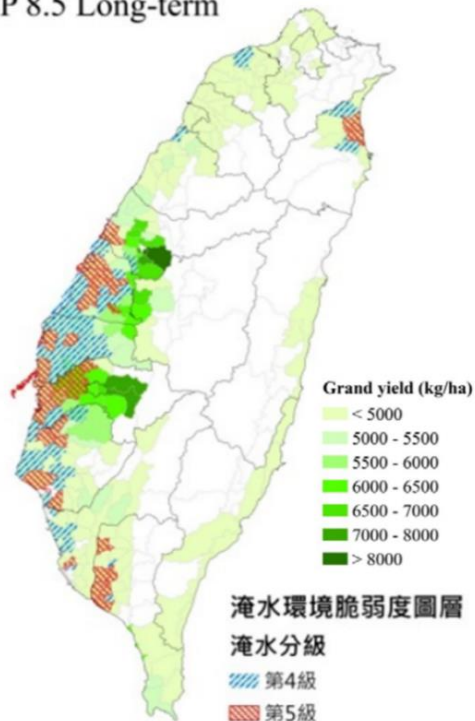 P 8.5 Long-term
Grand yield (kg/ha)
< 5000
5000 - 5500
5500 - 6000
6000 - 6500
6500 - 7000
7000 - 8000
> 8000
淹水環境脆弱度圖層
淹水分級
第4級
第5級